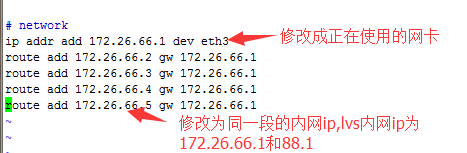 # network
ip addr add 172.26.66.1 dev eth3
修改成正在使用的网卡
route add 172.26.66.2 gw 172.26.66.1
route add 172.26.66.3 gw 172.26.66.1
route add 172.26.66.4 gw 172.26.66.1
route add 172.26.66.5 gw 172.26.66.1
~
修改为同一段的内网ip,lvs内网ip为
~
172.26.66.1和88.1